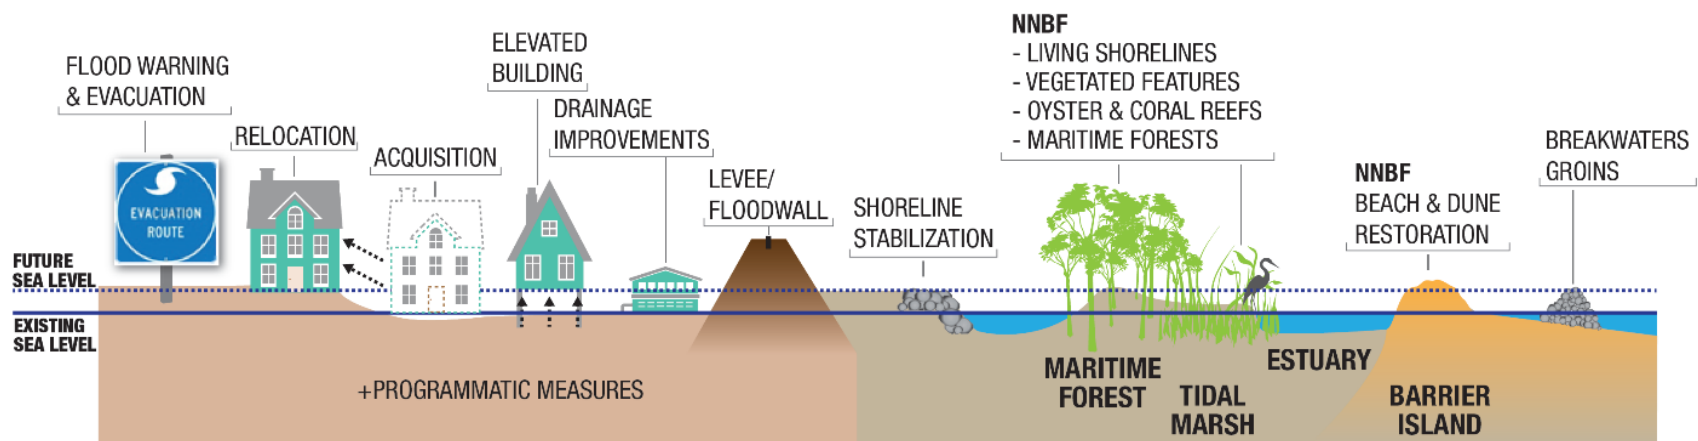 FLOOD WARNING
& EVACUATION
RELOCATION
ACQUISITION
ELEVATED
BUILDING
DRAINAGE
IMPROVEMENTS
LEVEE/
FLOODWALL
SHORELINE
STABILIZATION
NNBF
- LIVING SHORELINES
- VEGETATED FEATURES
- OYSTER & CORAL REEFS
- MARITIME FORESTS
NNBF
BEACH & DUNE
RESTORATION
BREAKWATERS
GROINS
EVACUATION
ROUTE
FUTURE
SEA LEVEL
EXISTING
SEA LEVEL
+PROGRAMMATIC MEASURES
MARITIME
FOREST
TIDAL
MARSH
ESTUARY
BARRIER
ISLAND